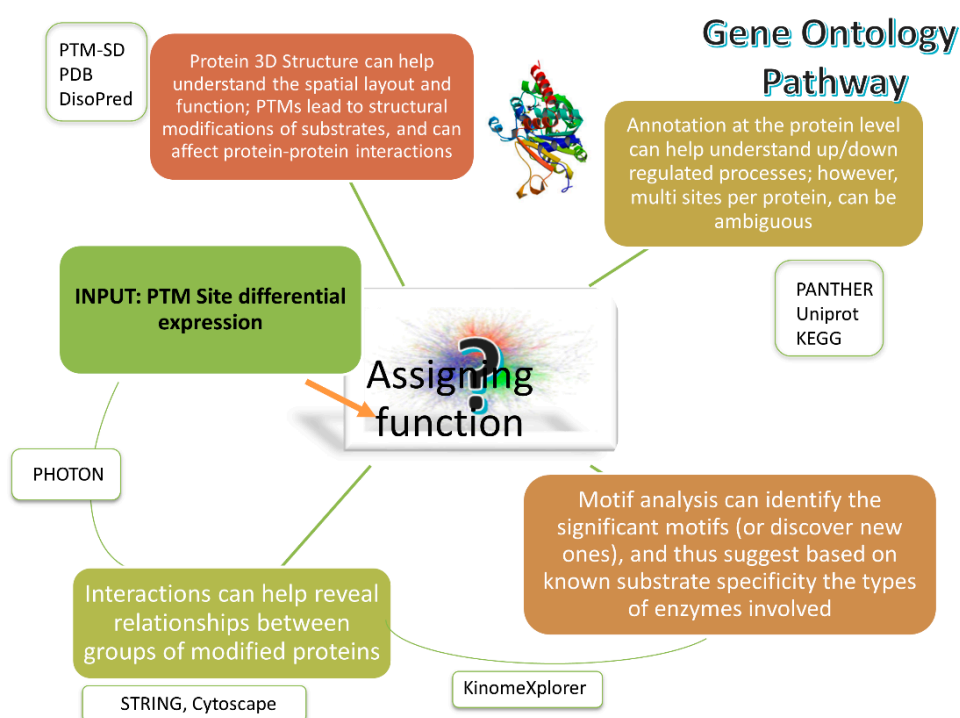 Gene Ontology
Pathway
PTM-SD
PDB
DisoPred
Protein 3D Structure can help
understand the spatial layout and
function; PTMs lead to structural
modifications of substrates, and can
affect protein-protein interactions
Annotation at the protein level
can help understand up/down
regulated processes; however,
multi sites per protein, can be
ambiguous
PANTHER
Uniprot
KEGG
INPUT: PTM Site differential
expression
?
Assigning
function
PHOTON
Motif analysis can identify the
significant motifs (or discover new
ones), and thus suggest based on
known substrate specificity the types
of enzymes involved
Interactions can help reveal
relationships between
groups of modified proteins
KinomeXplorer
STRING, Cytoscape